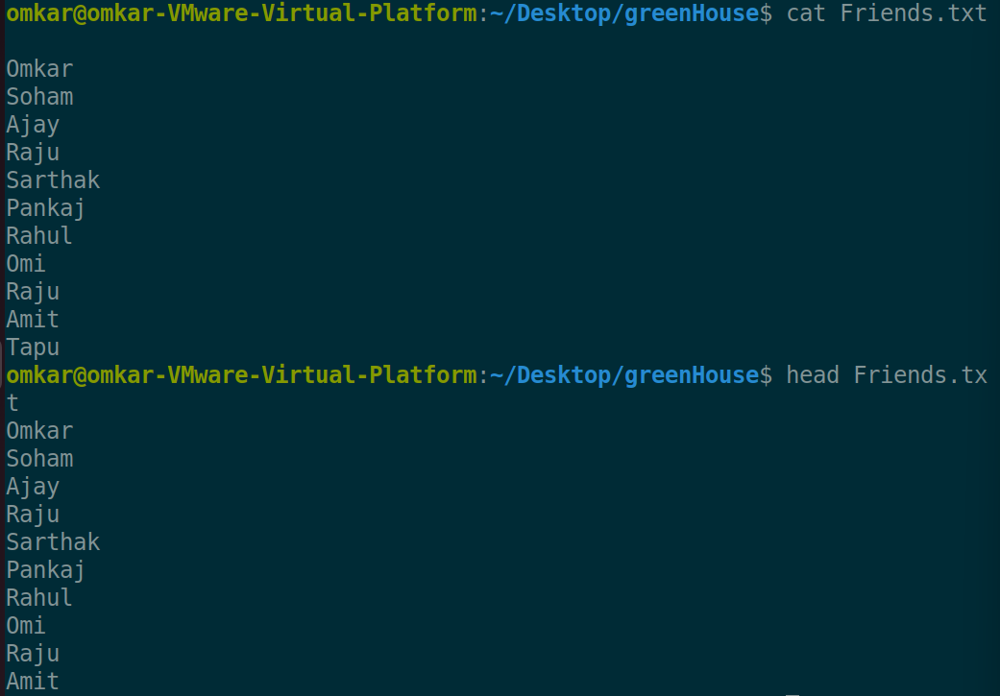 omkar@omkar-VMware-Virtual-Platform:~/Desktop/greenHouse$ cat Friends.txt
Omkar
Soham
Ajay
Raju
Sarthak
Pankaj
Rahul
Omi
Raju
Amit
Tapu
omkar@omkar-VMware-Virtual-Platform:~/Desktop/greenHouse$ head Friends.tx
t
Omkar
Soham
Ajay
Raju
Sarthak
Pankaj
Rahul
Omi
Raju
Amit